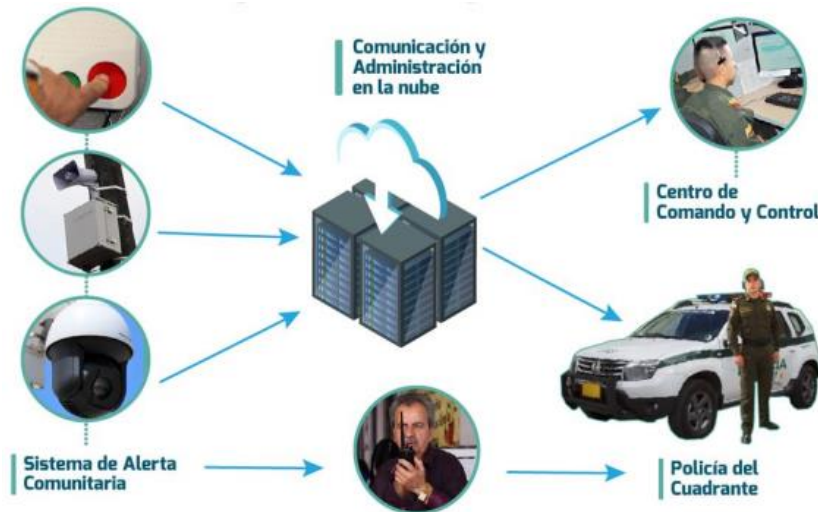 Comunicación y
Administración
en la nube
Centro de
Comando y Control
Sistema de Alerta
Comunitaria
Policía del
Cuadrante